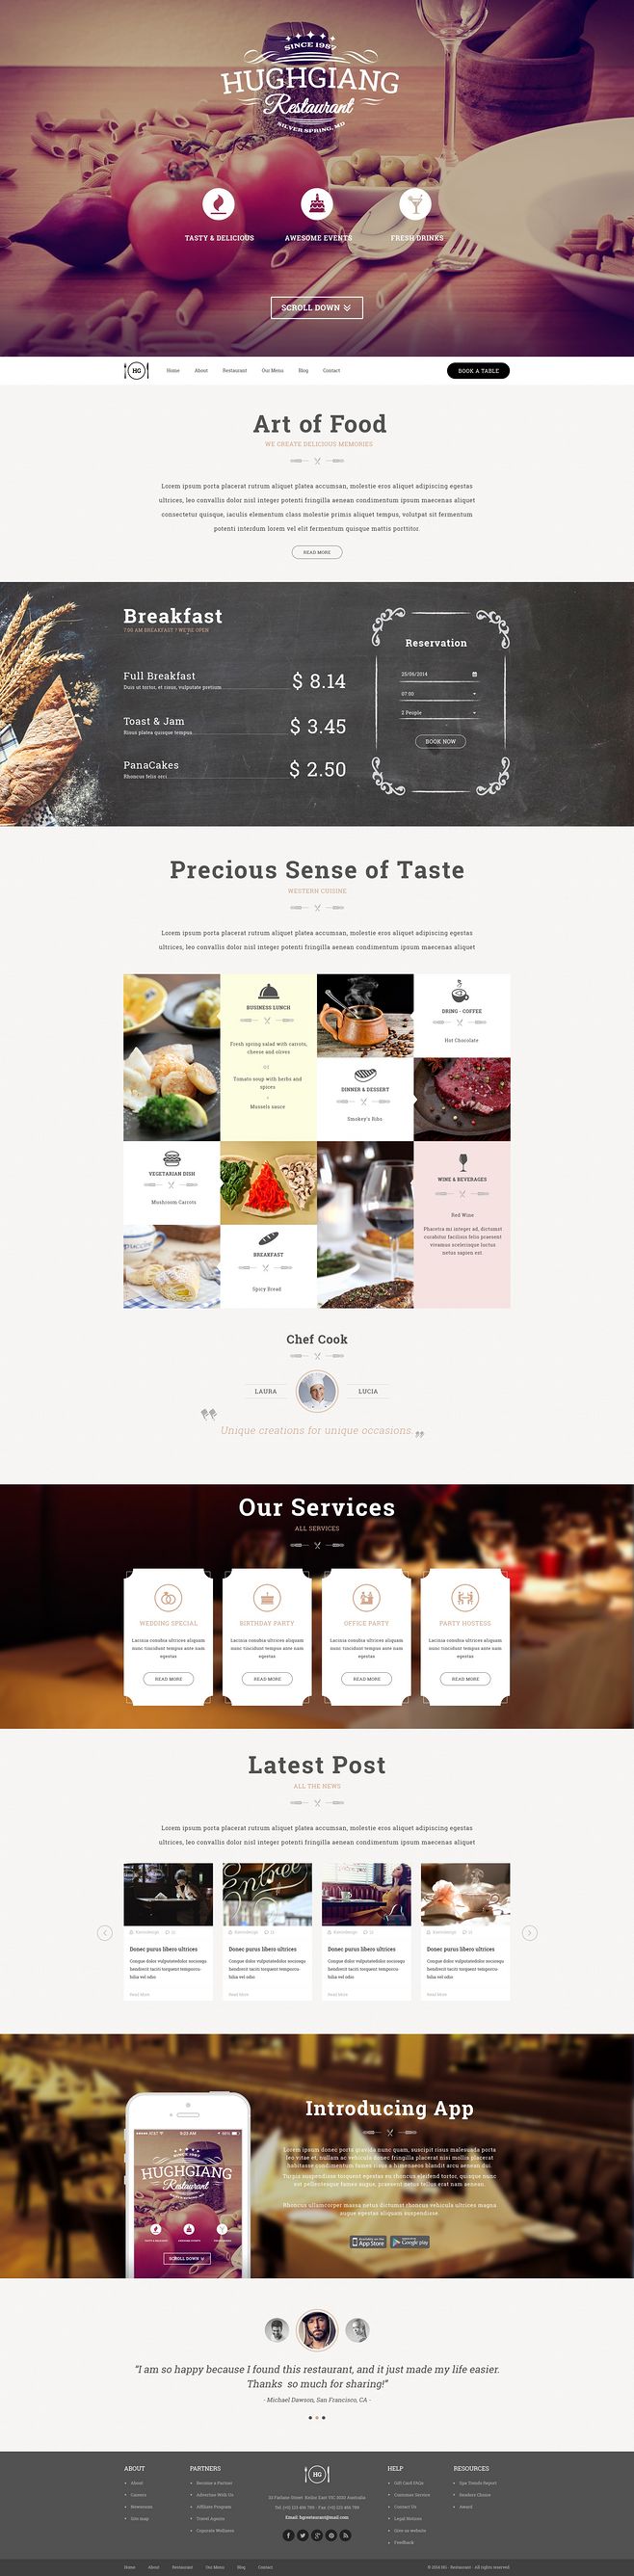 SINCE 1987
HUGHGIANG
Restaurant
SILVER SPRING, MD
TASTY & DELICIOUS
AWESOME EVENTS
FRESH DRINKS
SCROLL DOWN
HG
Home About Restaurant Our Menu Blog Contact
BOOK A TABLE
Art of Food
WE CREATE DELICIOUS MEMORIES
Lorem ipsum porta placerat rutrum aliquet platea accumsan, molestie eros aliquet adipiscing egestas
ultrices, leo convallis dolor nisl integer potenti fringilla aenean condimentum ipsum maecenas aliquet
consectetur quisque, iaculis elementum class molestie primis aliquet tempus, volutpat sit fermentum
potenti interdum lorem vel elit fermentum quisque mattis porttitor.
READ MORE
Breakfast
7:00 AM BREAKFAST ? WE'RE OPEN
Full Breakfast
Duis ut tortor, et risus, vulputate pretium
$ 8.14
Toast & Jam
Risus platea quisque tempus
$ 3.45
PanaCakes
Rhoncus felis orci
$ 2.50
Reservation
25/06/2014
07:00
2 People
BOOK NOW
Precious Sense of Taste
WESTERN CUISINE
Lorem ipsum porta placerat rutrum aliquet platea accumsan, molestie eros aliquet adipiscing egestas
ultrices, leo convallis dolor nisl integer potenti fringilla aenean condimentum ipsum maecenas aliquet
BUSINESS LUNCH
Fresh spring salad with carrots,
cheese and olives
Tomato soup with herbs and
spices
Mussels sauce
DRING - COFFEE
Hot Chocolate
DINNER & DESSERT
Smokey's Ribs
VEGETARIAN DISH
Mushroom Carrots
BREAKFAST
Spicy Bread
WINE & BEVERAGES
Red Wine
Pharetra mi integer ad, dictumst
curabitur facilisis felis praesent
vivamus scelerisque luctus
netus sapien est
Chef Cook
LAURA
LUCIA
Unique creations for unique occasions.
Our Services
ALL SERVICES
WEDDING SPECIAL
Lacinia conubia ultrices aliquam
nunc tincidunt tempus ante nam
egestas
READ MORE
BIRTHDAY PARTY
Lacinia conubia ultrices aliquam
nunc tincidunt tempus ante nam
egestas
READ MORE
OFFICE PARTY
Lacinia conubia ultrices aliquam
nunc tincidunt tempus ante nam
egestas
READ MORE
PARTY HOSTESS
Lacinia conubia ultrices aliquam
nunc tincidunt tempus ante nam
egestas
READ MORE
Latest Post
ALL THE NEWS
Lorem ipsum porta placerat rutrum aliquet platea accumsan, molestie eros aliquet adipiscing egestas
ultrices, leo convallis dolor nisl integer potenti fringilla aenean condimentum ipsum maecenas aliquet
Donec purus libero ultrices
Congue dolor vulputatedolor sociosqu
hendrerit taciti torquent tempuscu-
bilia vel odio
Read More
Donec purus libero ultrices
Congue dolor vulputatedolor sociosqu
hendrerit taciti torquent tempuscu-
bilia vel odio
Read More
Donec purus libero ultrices
Congue dolor vulputatedolor sociosqu
hendrerit taciti torquent tempuscu-
bilia vel odio
Read More
Donec purus libero ultrices
Congue dolor vulputatedolor sociosqu
hendrerit taciti torquent tempuscu-
bilia vel odio
Read More
HUGHGIANG
Restaurant
SCROLL DOWN
Introducing App
Lorem ipsum donec porta gravida nunc quam, suscipit risus malesuada porta
leo vitae et, nullam ac vehicula donec fringilla placerat nisi mollis
habitasse condimentum fames risus a himenaeos blandit arcu aenean dui.
Turpis suspendisse torquent egestas eu rhoncus eleifend tortor, quisque nunc
est pellentesque fames augue, praesent netus tellus erat nam aenean
Rhoncus ullamcorper massa justo dictumst rhoncus vehicula ultrices magna
augue egestas aliquam suspendisse.
App Store
Google play
"I am so happy because I found this restaurant, and it just made my life easier.
Thanks so much for sharing!"
- Michael Dawson, San Francisco, CA -
ABOUT
About
Careers
Newsroom
Site map
PARTNERS
Become a Partner
Advertise With Us
Affiliate Program
Travel Agents
Coporate Wellness
HG
Email: hgrestaurant@mail.com
HELP
Gift Card FAQs
Customer Service
Contact Us
Legal Notices
Give us website
Feedback
RESOURCES
Spa Trends Report
Readers Choice
Award
Home About Restaurant Our Menu Blog Contact
© 2014 HG - Restaurant - All rights reserved